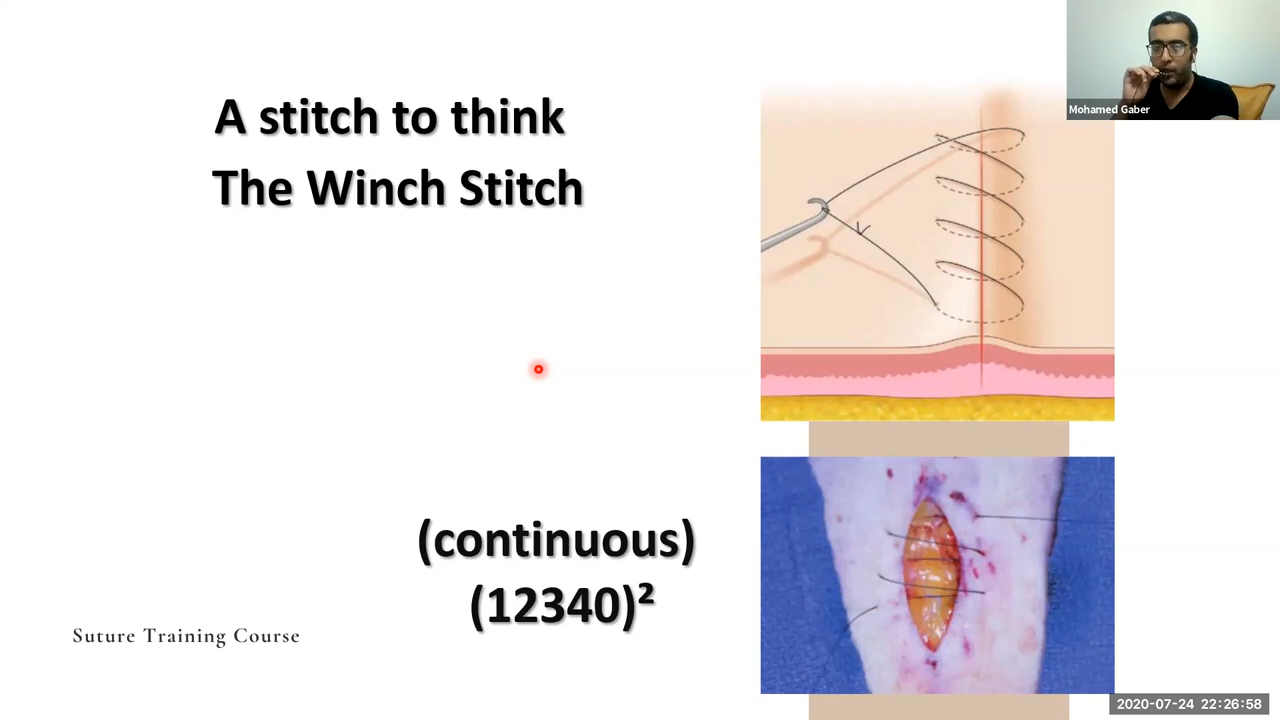 Mohamed Gaber
A stitch to think
The Winch Stitch
(continuous)
(12340)²
Suture Training Course
2020-07-24 22:26:58